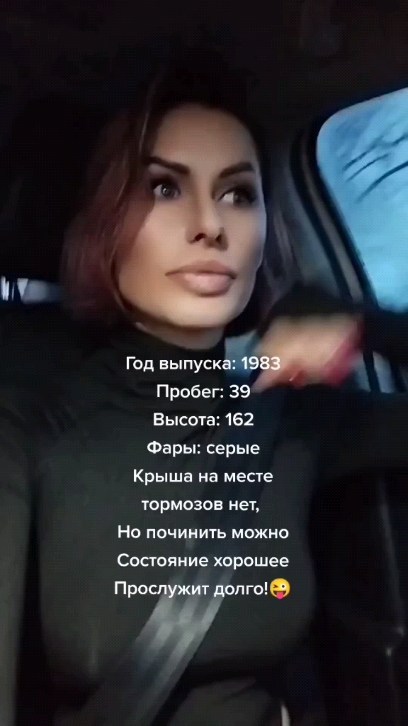 Год выпуска: 1983
Пробег: 39
Высота: 162
Фары: серые
Крыша на месте
тормозов нет,
Но починить можно
Состояние хорошее
Прослужит долго!😜